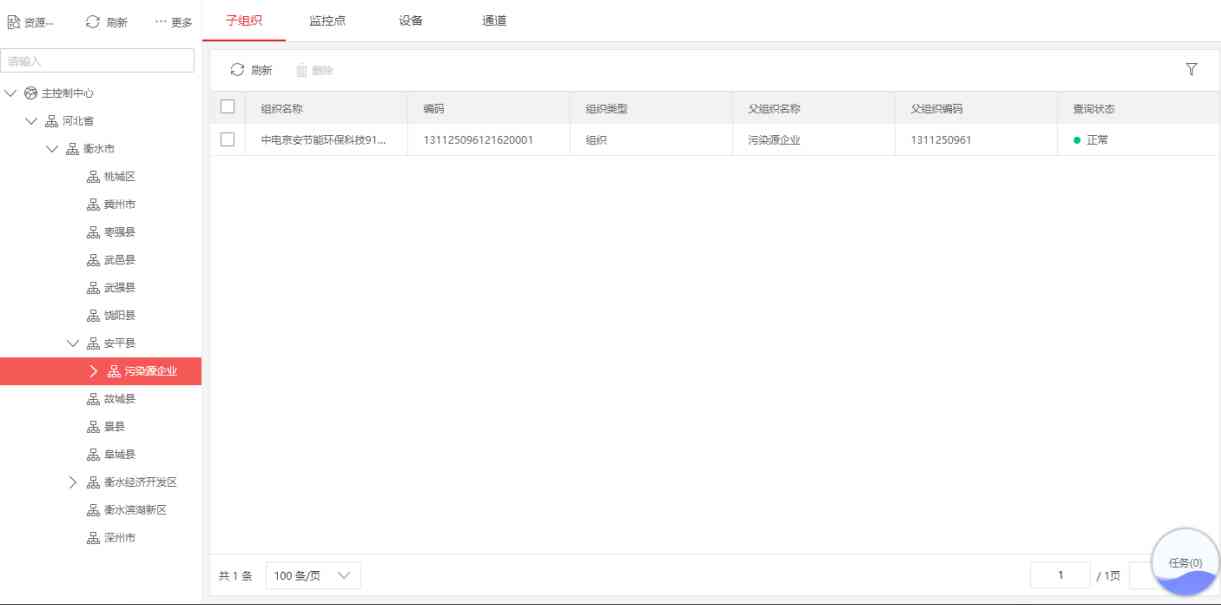 资源... 刷新 ... 更多
请输入
主控制中心
河北省
衡水市
桃城区
冀州市
枣强县
武邑县
武强县
饶阳县
安平县
污染源企业
故城县
景县
阜城县
衡水经济开发区
衡水滨湖新区
深州市
子组织 监控点 设备 通道
刷新 删除
组织名称 编码 组织类型 父组织名称 父组织编码 查询状态
中电京安节能环保科技91... 131125096121620001 组织 污染源企业 1311250961 正常
共 1 条 100 条/页 1 / 1页
任务(0)